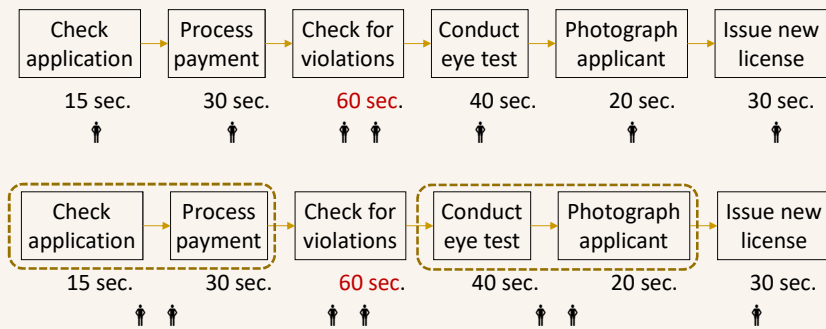 Check application
Process payment
Check for violations
Conduct eye test
Photograph applicant
Issue new license
15 sec.
30 sec.
60 sec.
40 sec.
20 sec.
30 sec.
Check application
Process payment
Check for violations
Conduct eye test
Photograph applicant
Issue new license
15 sec.
30 sec.
60 sec.
40 sec.
20 sec.
30 sec.